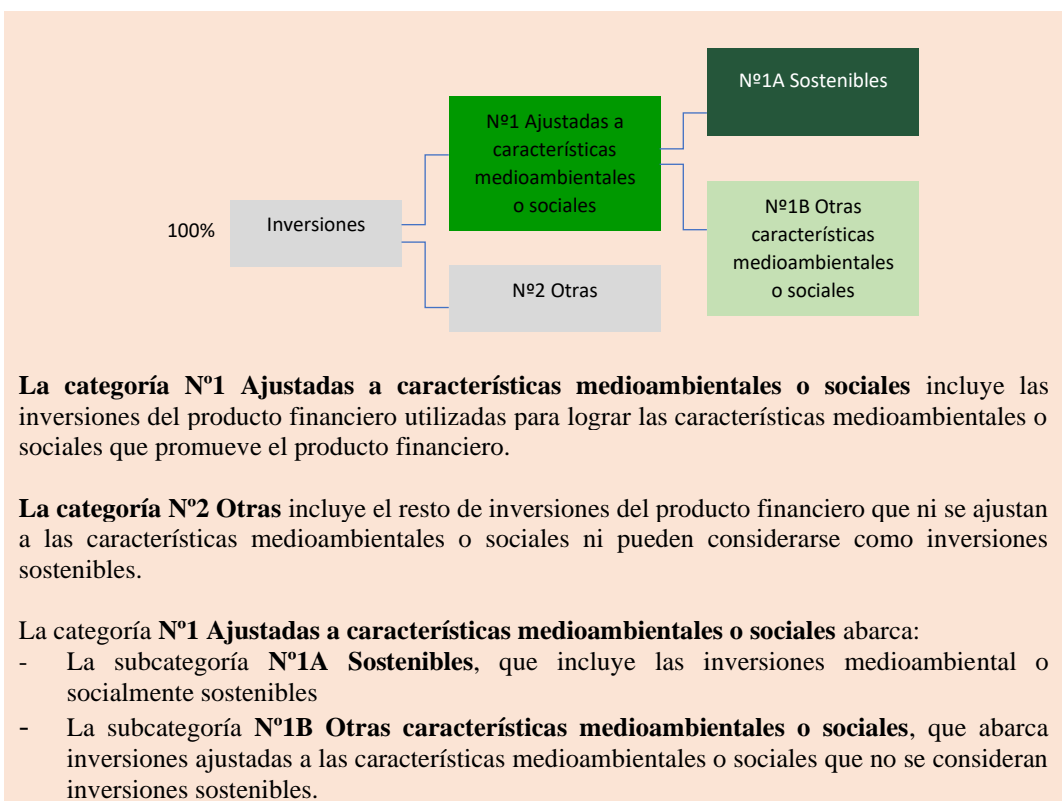 Nº1A Sostenibles
Nº1 Ajustadas a
características
medioambientales
o sociales
Nº1B Otras
características
medioambientales
o sociales
100%
Inversiones
Nº2 Otras
La categoría Nº1 Ajustadas a características medioambientales o sociales incluye las
inversiones del producto financiero utilizadas para lograr las características medioambientales o
sociales que promueve el producto financiero.
La categoría Nº2 Otras incluye el resto de inversiones del producto financiero que ni se ajustan
a las características medioambientales o sociales ni pueden considerarse como inversiones
sostenibles.
La categoría Nº1 Ajustadas a características medioambientales o sociales abarca:
- La subcategoría Nº1A Sostenibles, que incluye las inversiones medioambiental o
socialmente sostenibles
- La subcategoría Nº1B Otras características medioambientales o sociales, que abarca
inversiones ajustadas a las características medioambientales o sociales que no se consideran
inversiones sostenibles.